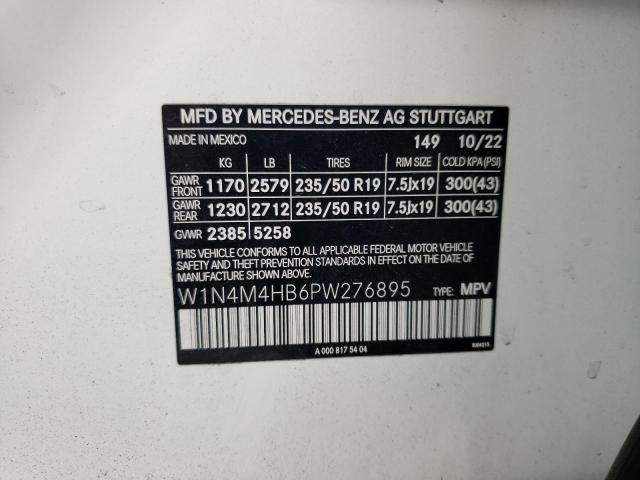 MFD BY MERCEDES-BENZ AG STUTTGART
MADE IN MEXICO 149 10/22
KG LB TIRES RIM SIZE COLD KPA (PSI)
GAWR FRONT 1170 2579 235/50 R19 7.5Jx19 300(43)
GAWR REAR 1230 2712 235/50 R19 7.5Jx19 300(43)
GVWR 2385 5258
THIS VEHICLE CONFORMS TO ALL APPLICABLE FEDERAL MOTOR VEHICLE
SAFETY AND THEFT PREVENTION STANDARDS IN EFFECT ON THE DATE
OF MANUFACTURE SHOWN ABOVE.
W1N4M4HB6PW276895 TYPE: MPV
A 000 817 54 04